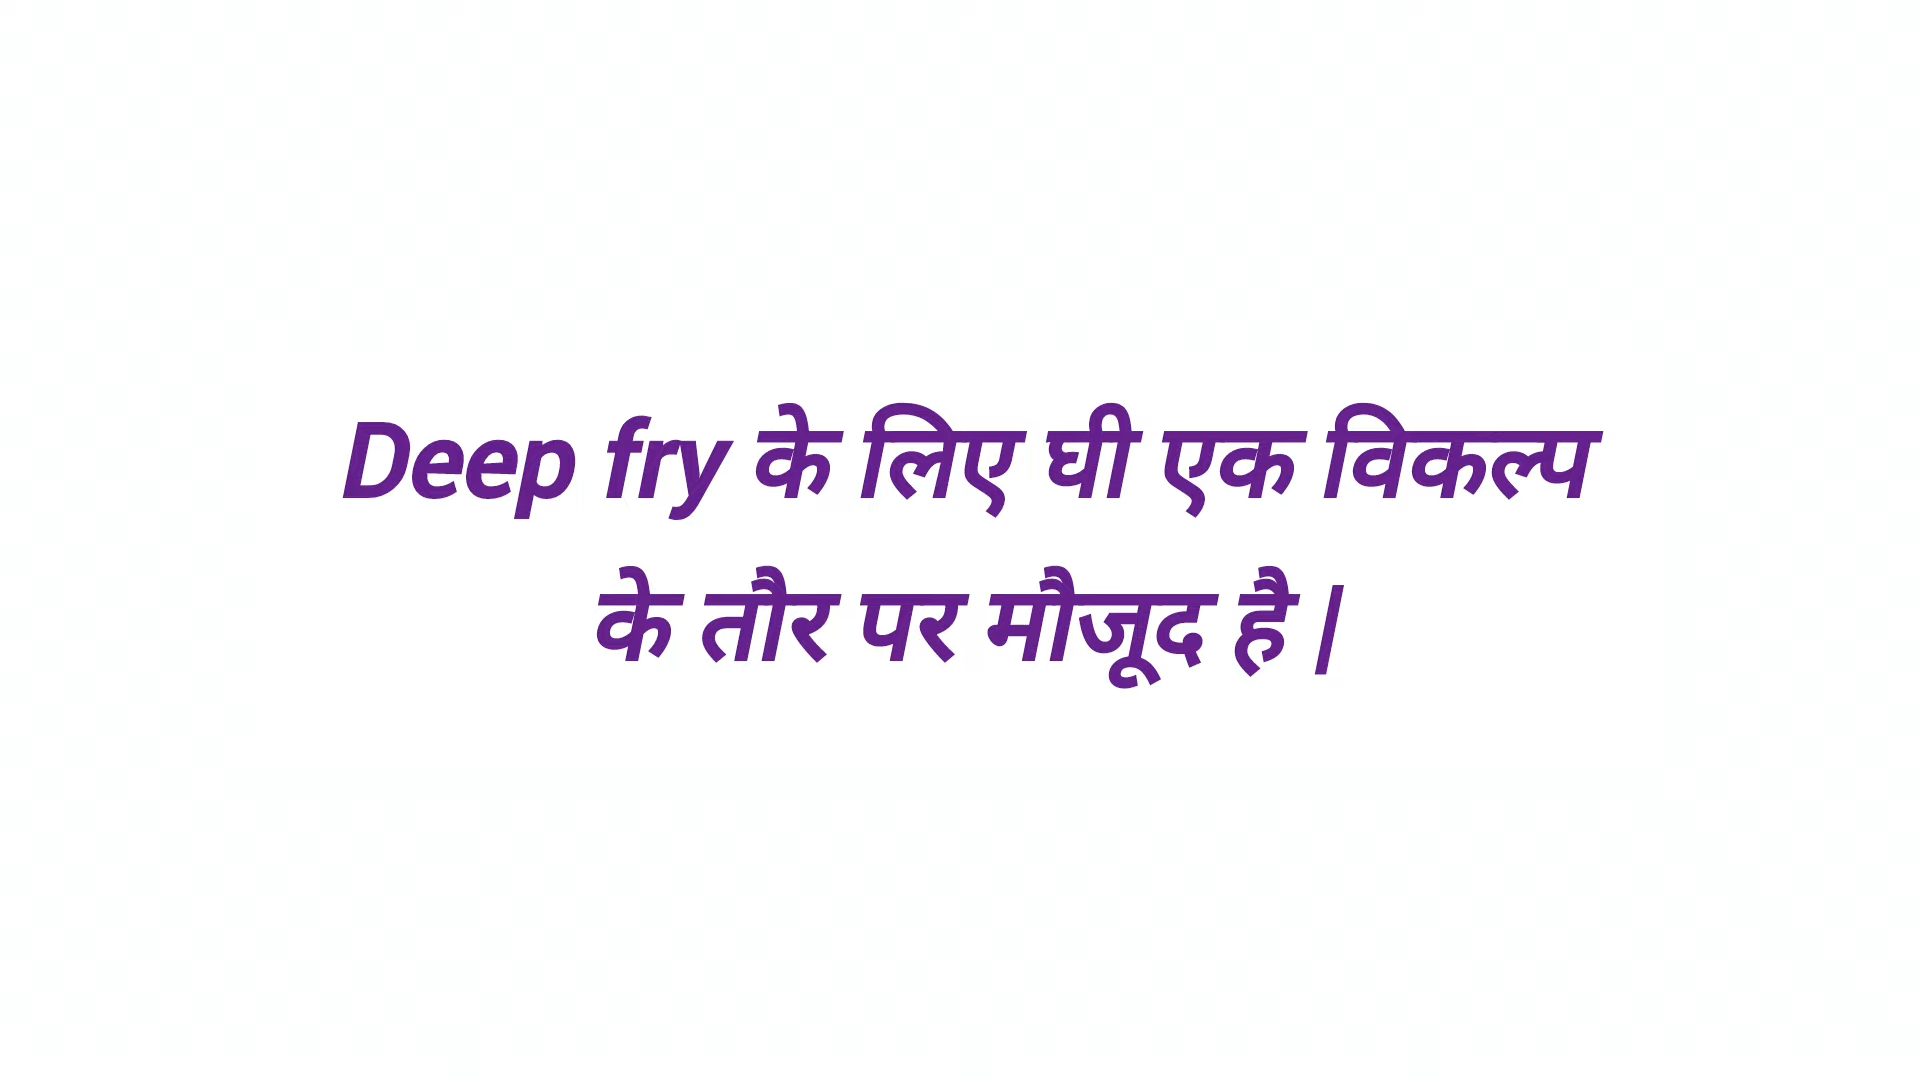 Deep fry के लिए घी एक विकल्प
के तौर पर मौजूद है |